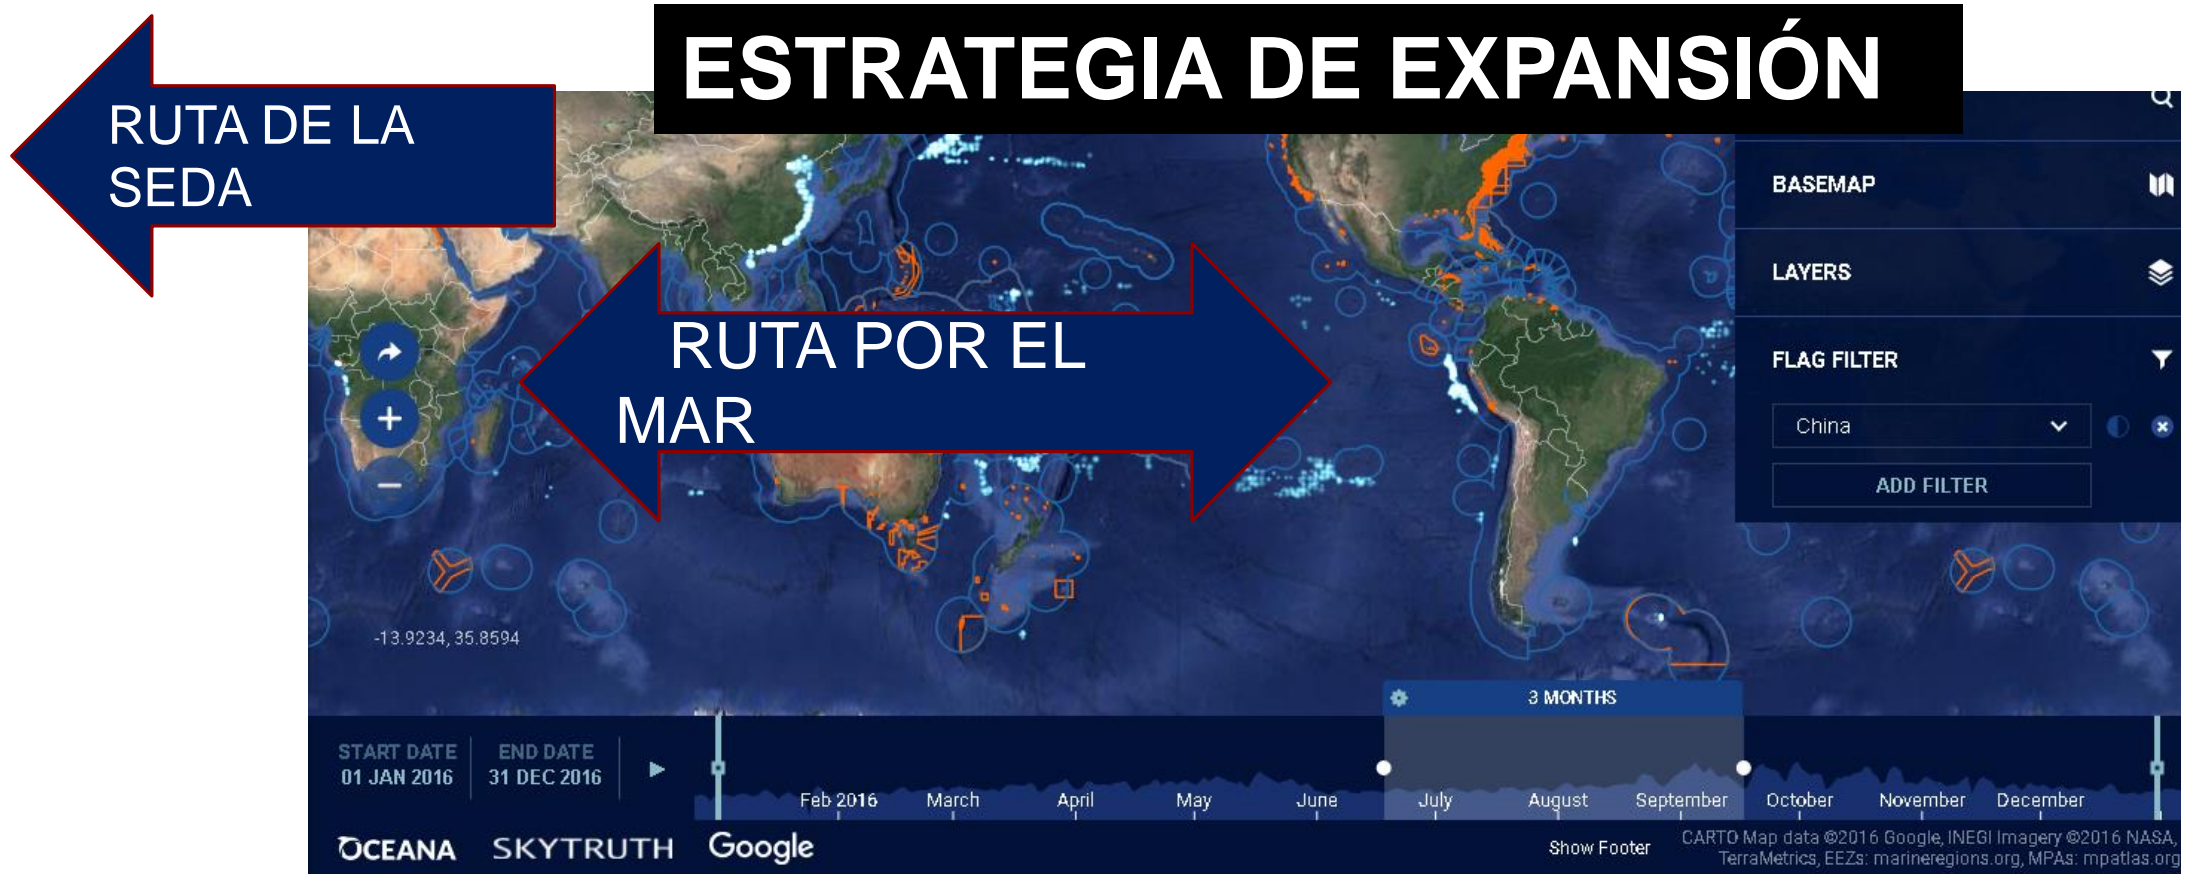 ESTRATEGIA DE EXPANSIÓN
RUTA DE LA
SEDA
RUTA POR EL
MAR
BASEMAP
LAYERS
FLAG FILTER
China
ADD FILTER
-13.9234, 35.8594
3 MONTHS
START DATE
01 JAN 2016
END DATE
31 DEC 2016
Feb 2016 March April May June July August September October November December
OCEANA SKYTRUTH Google
Show Footer
CARTO Map data ©2016 Google, INEGI Imagery ©2016 NASA,
TerraMetrics, EEZs: marineregions.org, MPAs: mpatlas.org